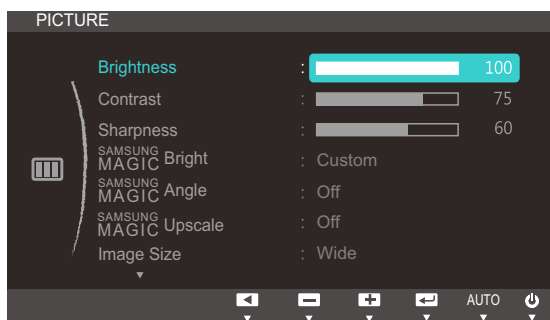 PICTURE
Brightness : 100
Contrast : 75
Sharpness : 60
SAMSUNG MAGIC Bright : Custom
SAMSUNG MAGIC Angle : Off
SAMSUNG MAGIC Upscale : Off
Image Size : Wide
AUTO